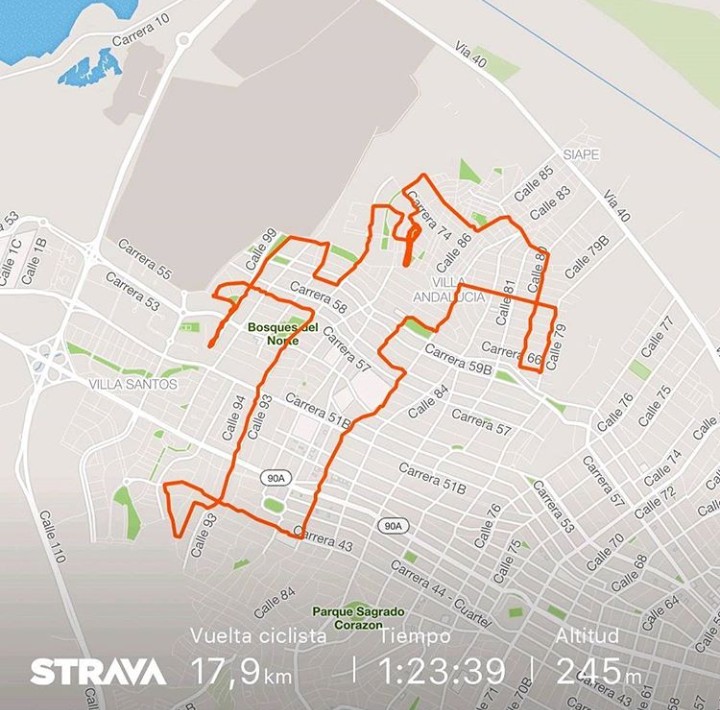 Carrera 10
Via 40
SIAPE
Calle 85
Calle 83
Via 40
Carrera 74
Calle 86
Calle 80
Calle 79B
53
Calle 1C
Calle 1B
Calle 99
Carrera 55
Carrera 53
Carrera 58
VILLA
ANDALUCIA
Calle 81
Calle 79
Bosques del
Norte
Carrera 57
Carrera 66
Carrera 59B
Calle 77
VILLA SANTOS
Calle 94
Calle 93
Carrera 51B
Calle 84
Carrera 57
Calle 76
Calle 75
Calle
90A
Carrera 51B
Carrera 53
Carrera 57
Calle 74
Calle 72
Calle 110
Calle 93
90A
Carrera 43
Calle 76
Calle 75
Calle 70
Calle 68
Calle 64
Carrera 44 - Cuartel
Calle 84
Parque Sagrado
Corazon
Calle 62
Vuelta ciclista
Tiempo
Altitud
STRAVA
17,9km
1:23:39
245m
Calle 71
Calle 70B
Carrera 43
Calle 61